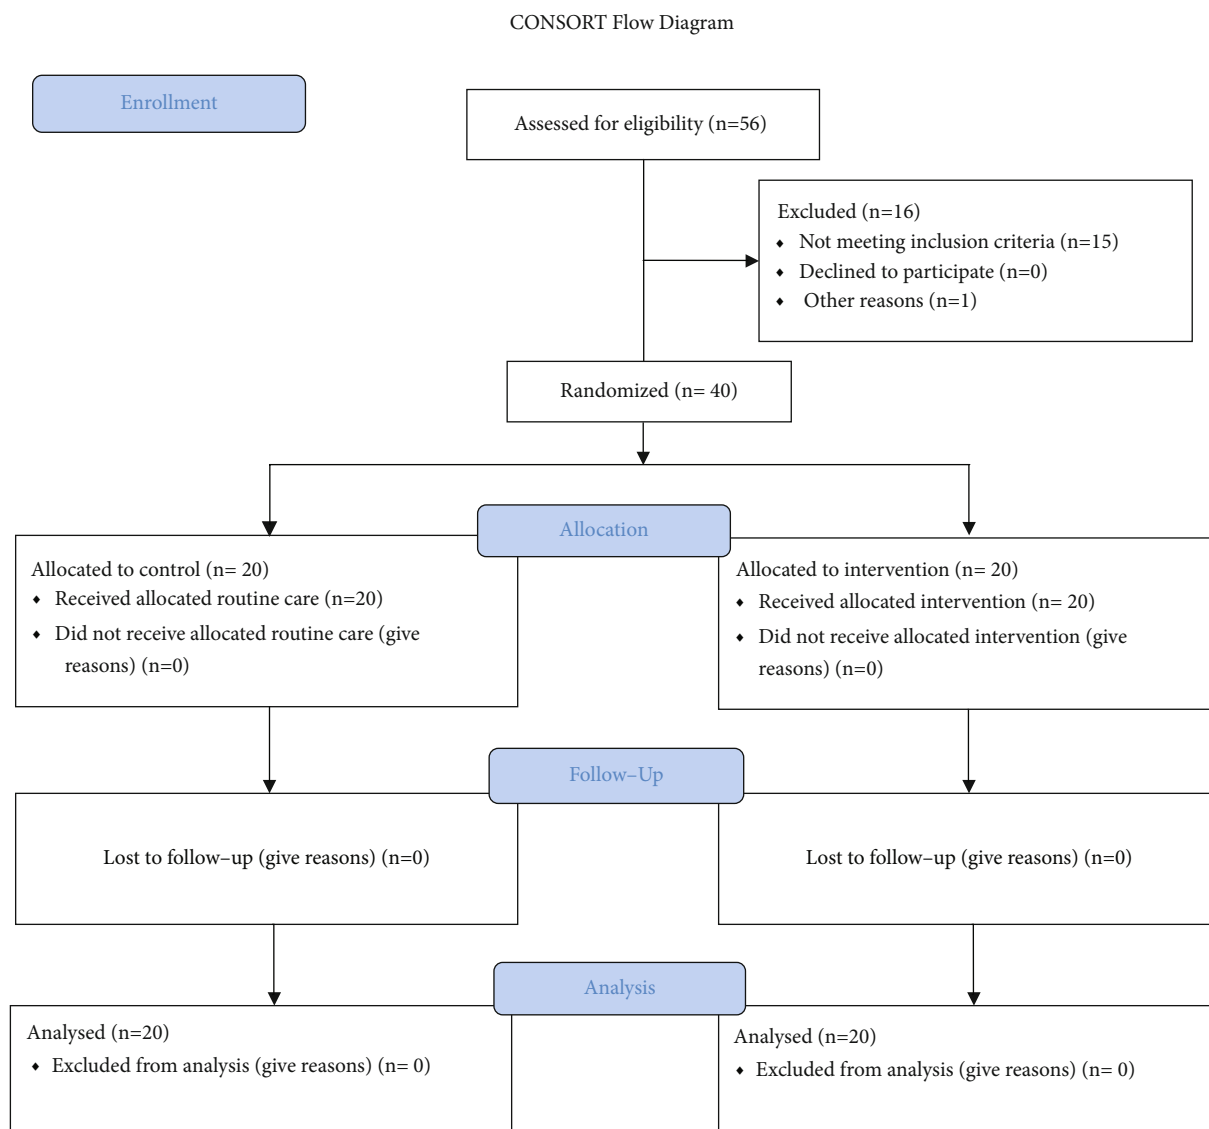 CONSORT Flow Diagram
Enrollment
Assessed for eligibility (n=56)
Excluded (n=16)
⬧ Not meeting inclusion criteria (n=15)
⬧ Declined to participate (n=0)
⬧ Other reasons (n=1)
Randomized (n= 40)
Allocation
Allocated to control (n= 20)
⬧ Received allocated routine care (n=20)
⬧ Did not receive allocated routine care (give
reasons) (n=0)
Allocated to intervention (n= 20)
⬧ Received allocated intervention (n= 20)
⬧ Did not receive allocated intervention (give
reasons) (n=0)
Follow–Up
Lost to follow–up (give reasons) (n=0)
Lost to follow–up (give reasons) (n=0)
Analysis
Analysed (n=20)
⬧ Excluded from analysis (give reasons) (n= 0)
Analysed (n=20)
⬧ Excluded from analysis (give reasons) (n= 0)